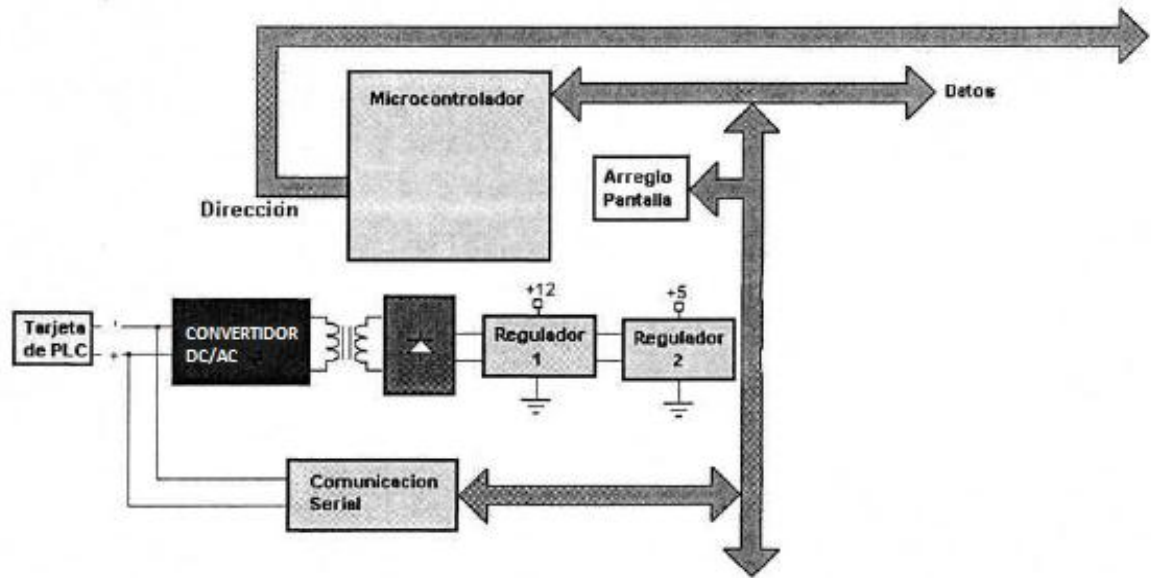 Microcontrolador
Datos
Arreglo
Pantalla
Dirección
+12
+5
Tarjeta
de PLC
-
+
CONVERTIDOR
DC/AC
Regulador
1
Regulador
2
Comunicacion
Serial